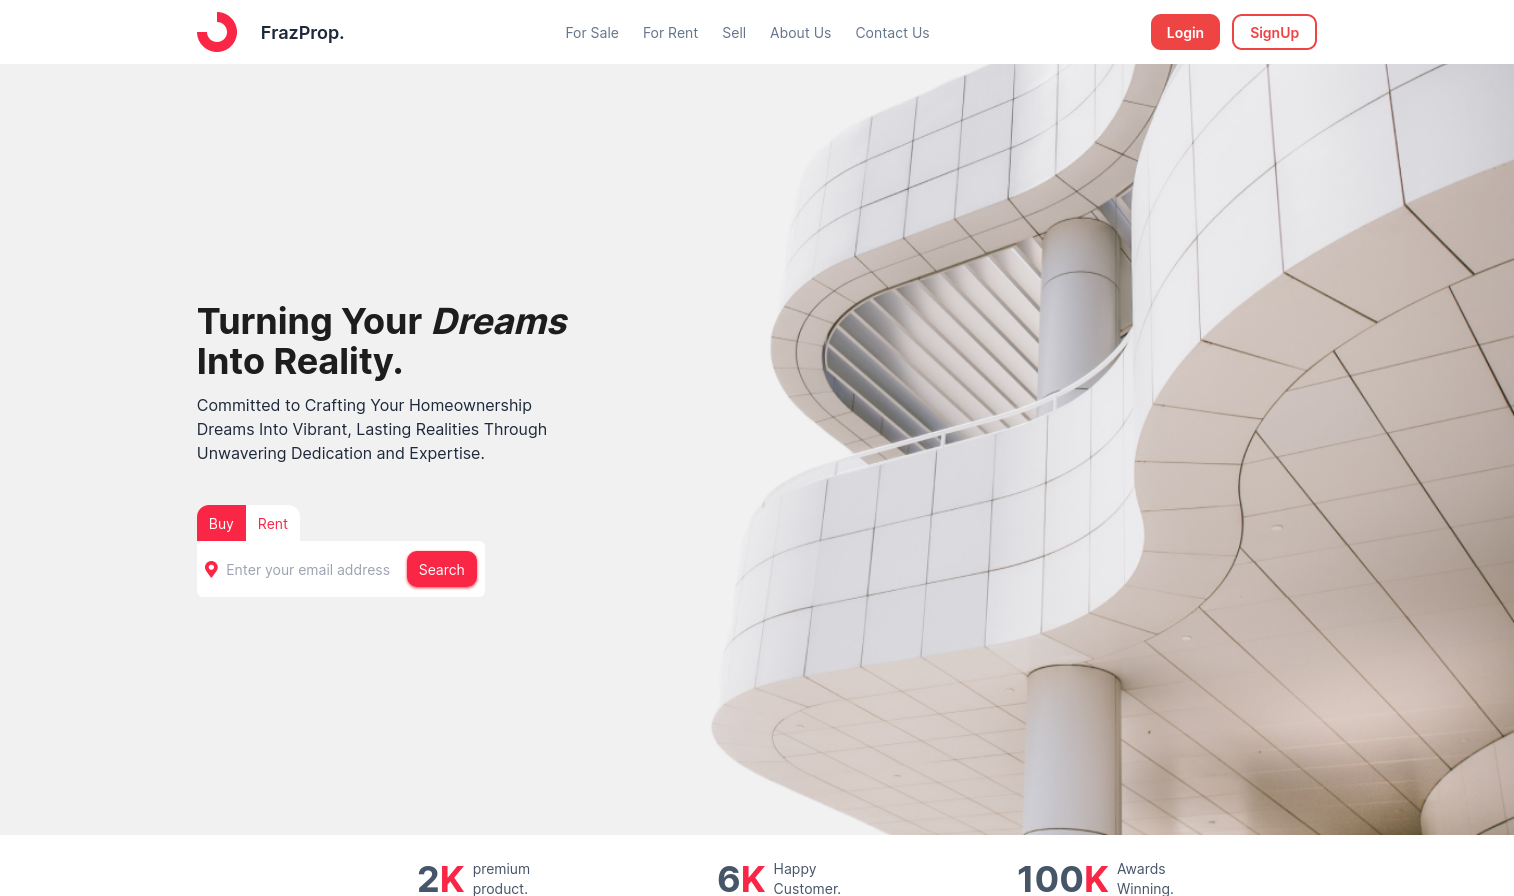 FrazProp.
For Sale
For Rent
Sell
About Us
Contact Us
Login
SignUp
Turning Your Dreams
Into Reality.
Committed to Crafting Your Homeownership
Dreams Into Vibrant, Lasting Realities Through
Unwavering Dedication and Expertise.
Buy
Rent
Enter your email address
Search
2K
premium
product.
6K
Happy
Customer.
100K
Awards
Winning.